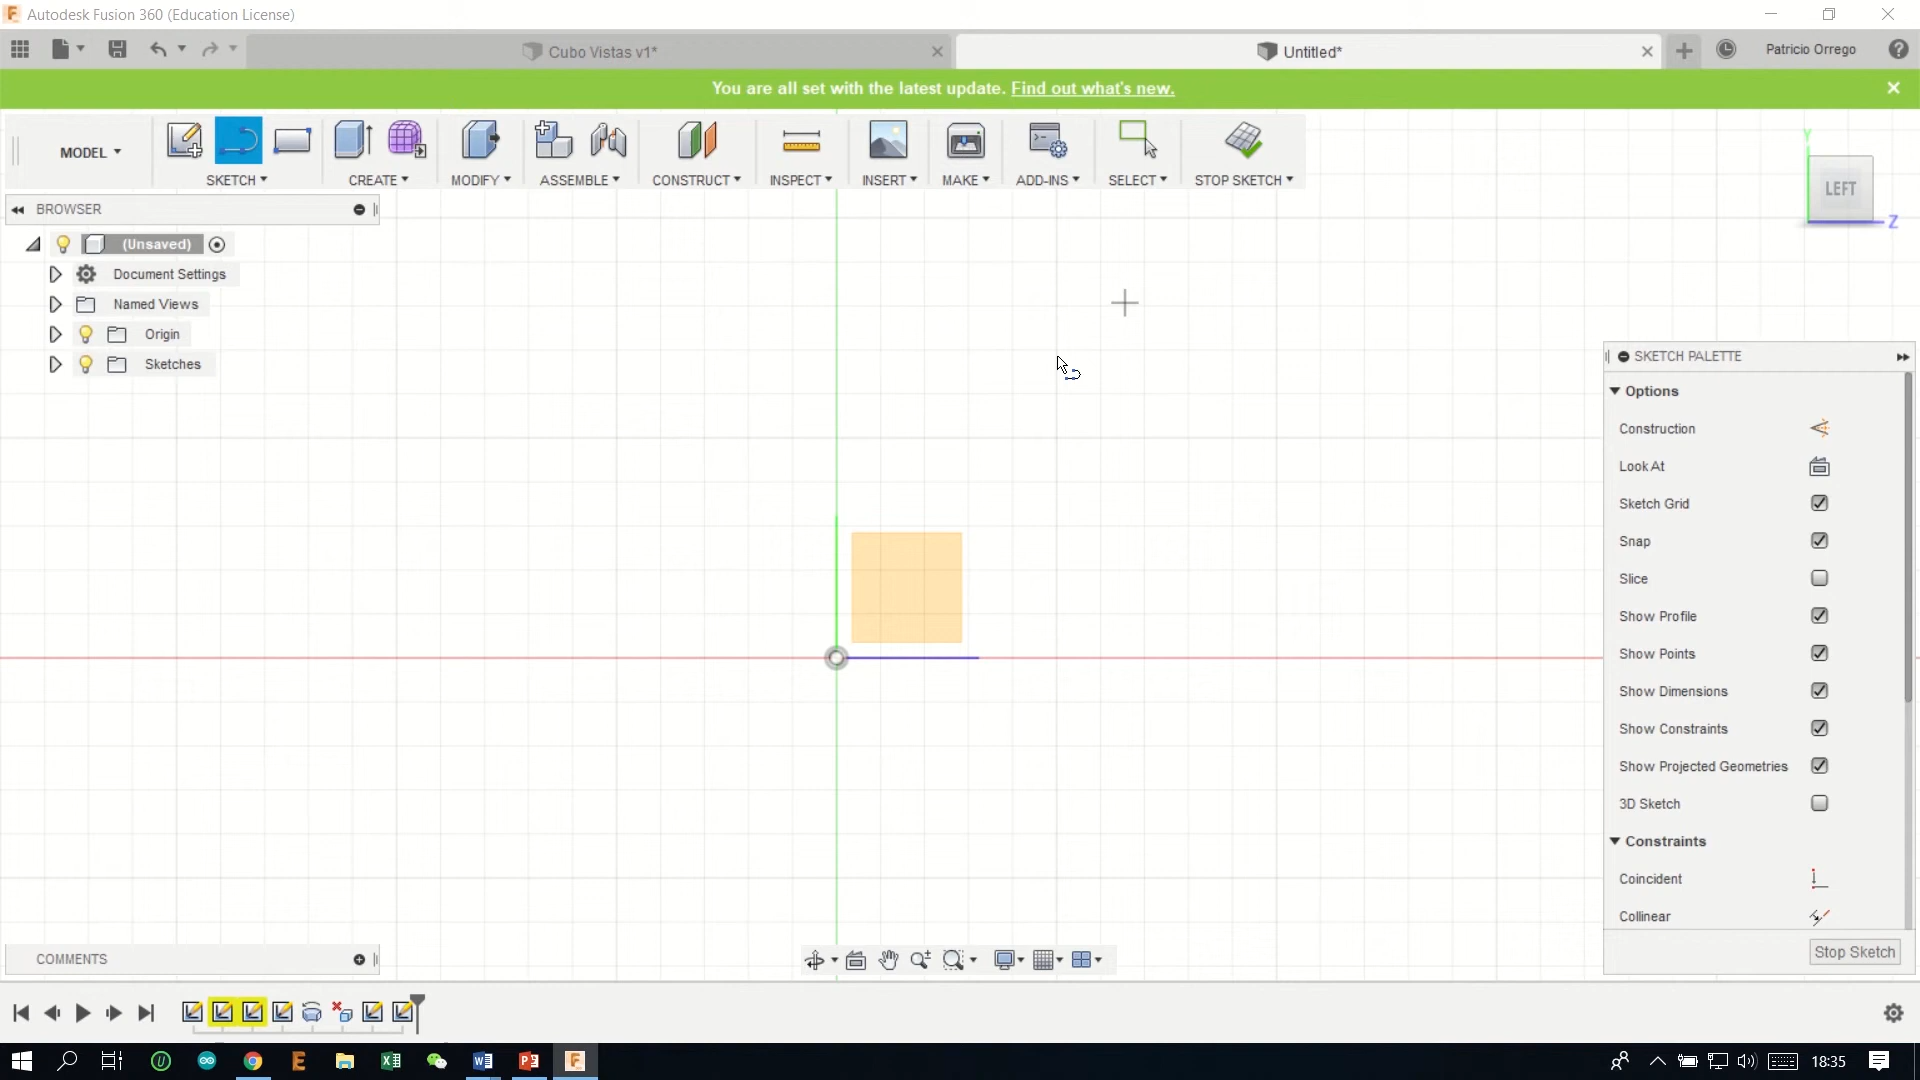 Autodesk Fusion 360 (Education License)
Cubo Vistas v1*
Untitled*
Patricio Orrego
You are all set with the latest update. Find out what's new.
MODEL
SKETCH
CREATE
MODIFY
ASSEMBLE
CONSTRUCT
INSPECT
INSERT
MAKE
ADD-INS
SELECT
STOP SKETCH
Y
LEFT
Z
BROWSER
(Unsaved)
Document Settings
Named Views
Origin
Sketches
SKETCH PALETTE
Options
Construction
Look At
Sketch Grid
Snap
Slice
Show Profile
Show Points
Show Dimensions
Show Constraints
Show Projected Geometries
3D Sketch
Constraints
Coincident
Collinear
Stop Sketch
COMMENTS
18:35